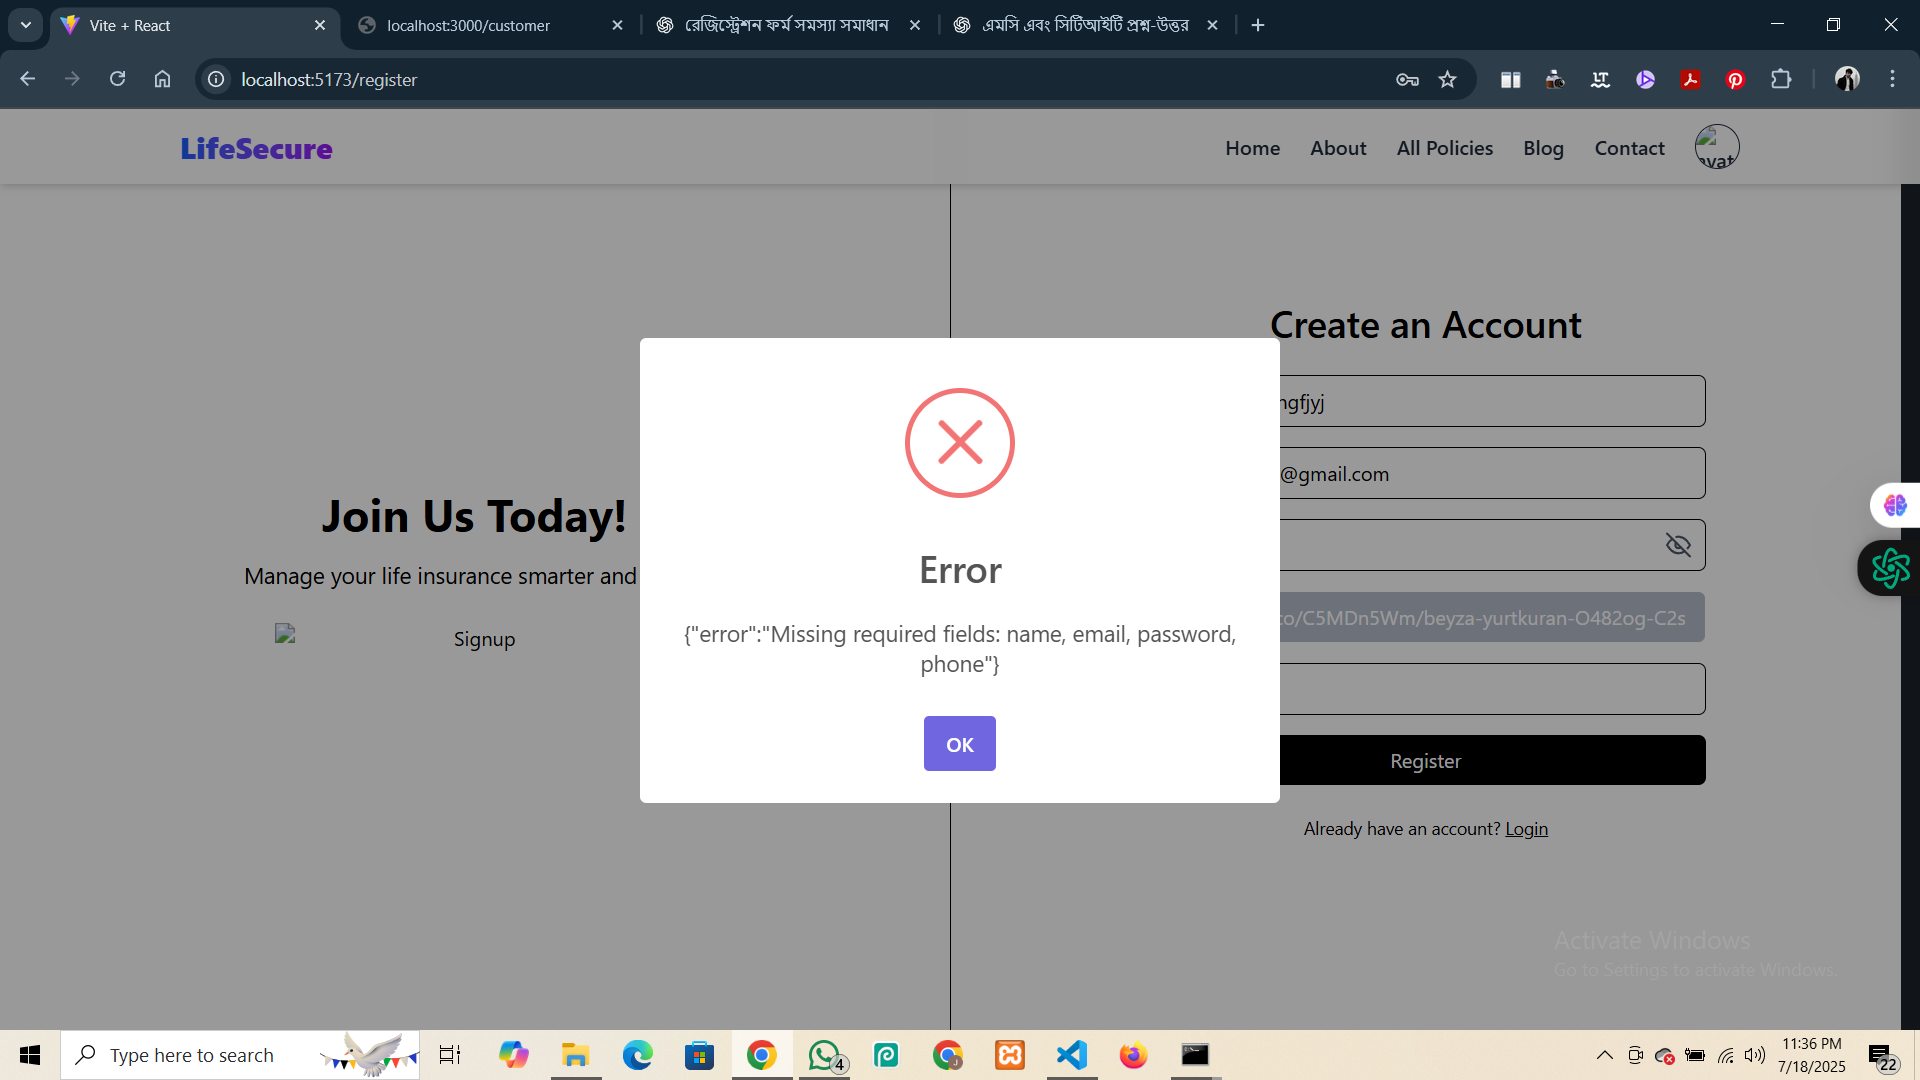 Vite + React
localhost:3000/customer
রেজিস্ট্রেশন ফর্ম সমস্যা সমাধান
এমসি এবং সিটিআইটি প্রশ্ন-উত্তর
localhost:5173/register
LifeSecure
Home
About
All Policies
Blog
Contact
avat
Create an Account
ngfjyj
@gmail.com
co/C5MDn5Wm/beyza-yurtkuran-O482og-C2s
Register
Already have an account? Login
Join Us Today!
Manage your life insurance smarter and
Signup
Error
{"error":"Missing required fields: name, email, password,
phone"}
OK
Activate Windows
Go to Settings to activate Windows.
Type here to search
4
J
11:36 PM
7/18/2025
22